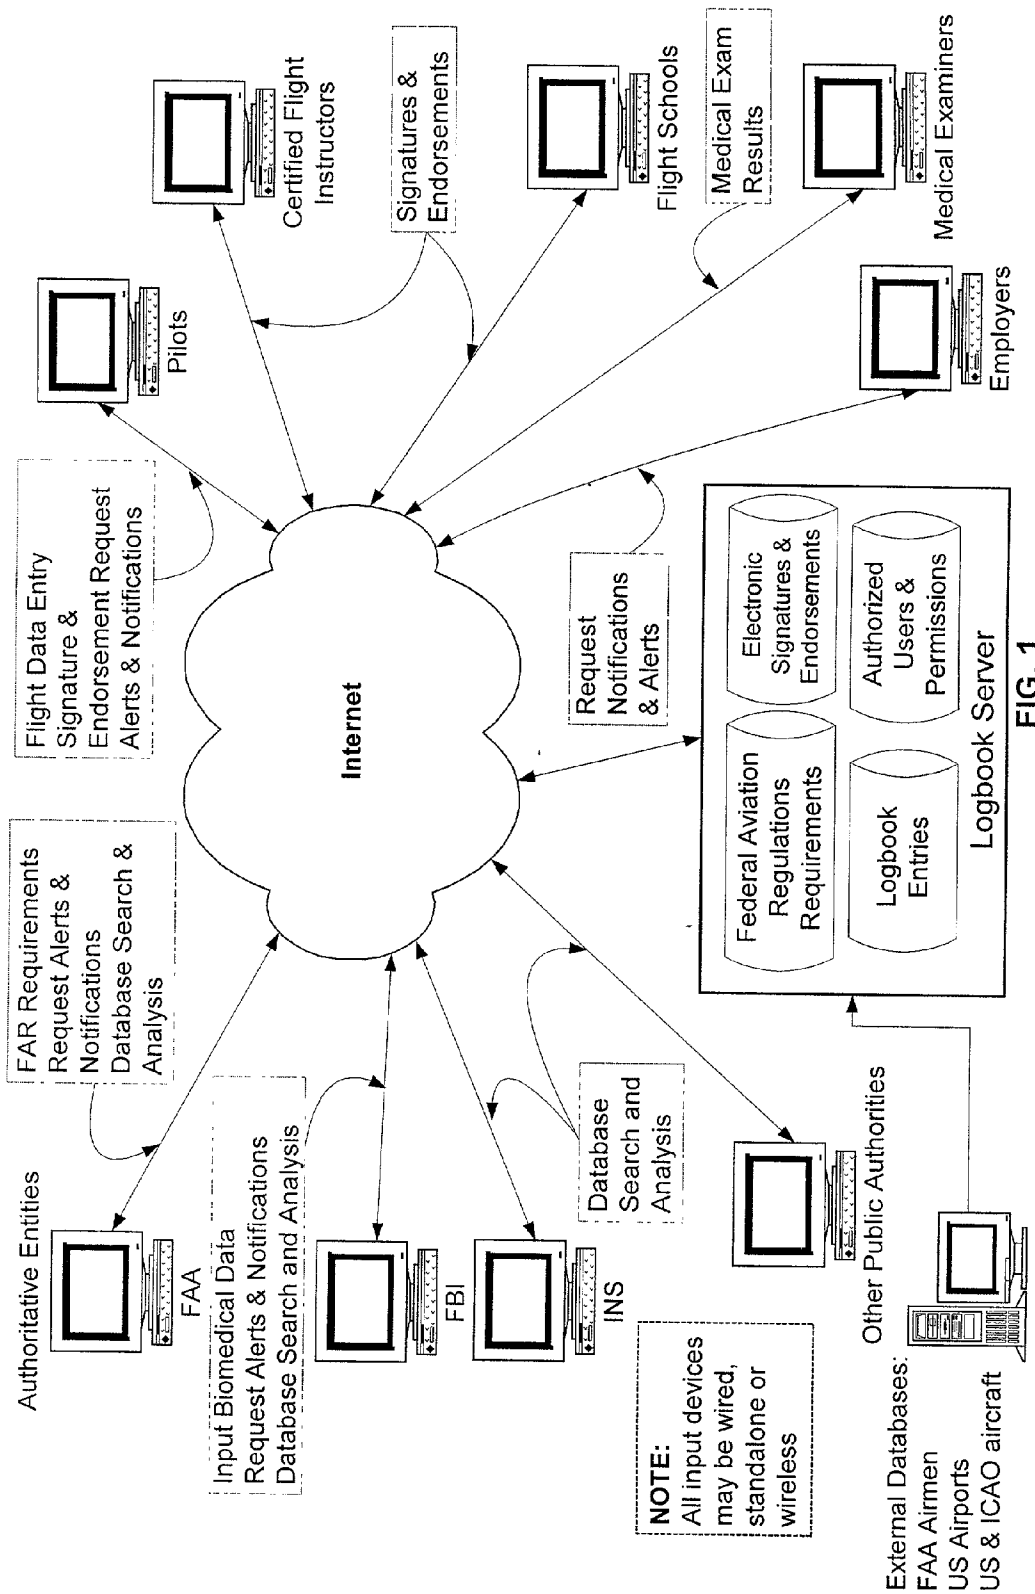 Authoritative Entities
FAA
FAR Requirements
Request Alerts &
Notifications
Database Search &
Analysis
Flight Data Entry
Signature &
Endorsement Request
Alerts & Notifications
Pilots
Certified Flight
Instructors
Input Biomedical Data
Request Alerts & Notifications
Database Search and Analysis
FBI
Internet
Signatures &
Endorsements
INS
Flight Schools
Database
Search and
Analysis
Request
Notifications
& Alerts
Medical Exam
Results
NOTE:
All input devices
may be wired,
standalone or
wireless
Other Public Authorities
Federal Aviation
Regulations
Requirements
Electronic
Signatures &
Endorsements
Logbook
Entries
Authorized
Users &
Permissions
Logbook Server
Employers
Medical Examiners
External Databases:
FAA Airmen
US Airports
US & ICAO aircraft
FIG. 1